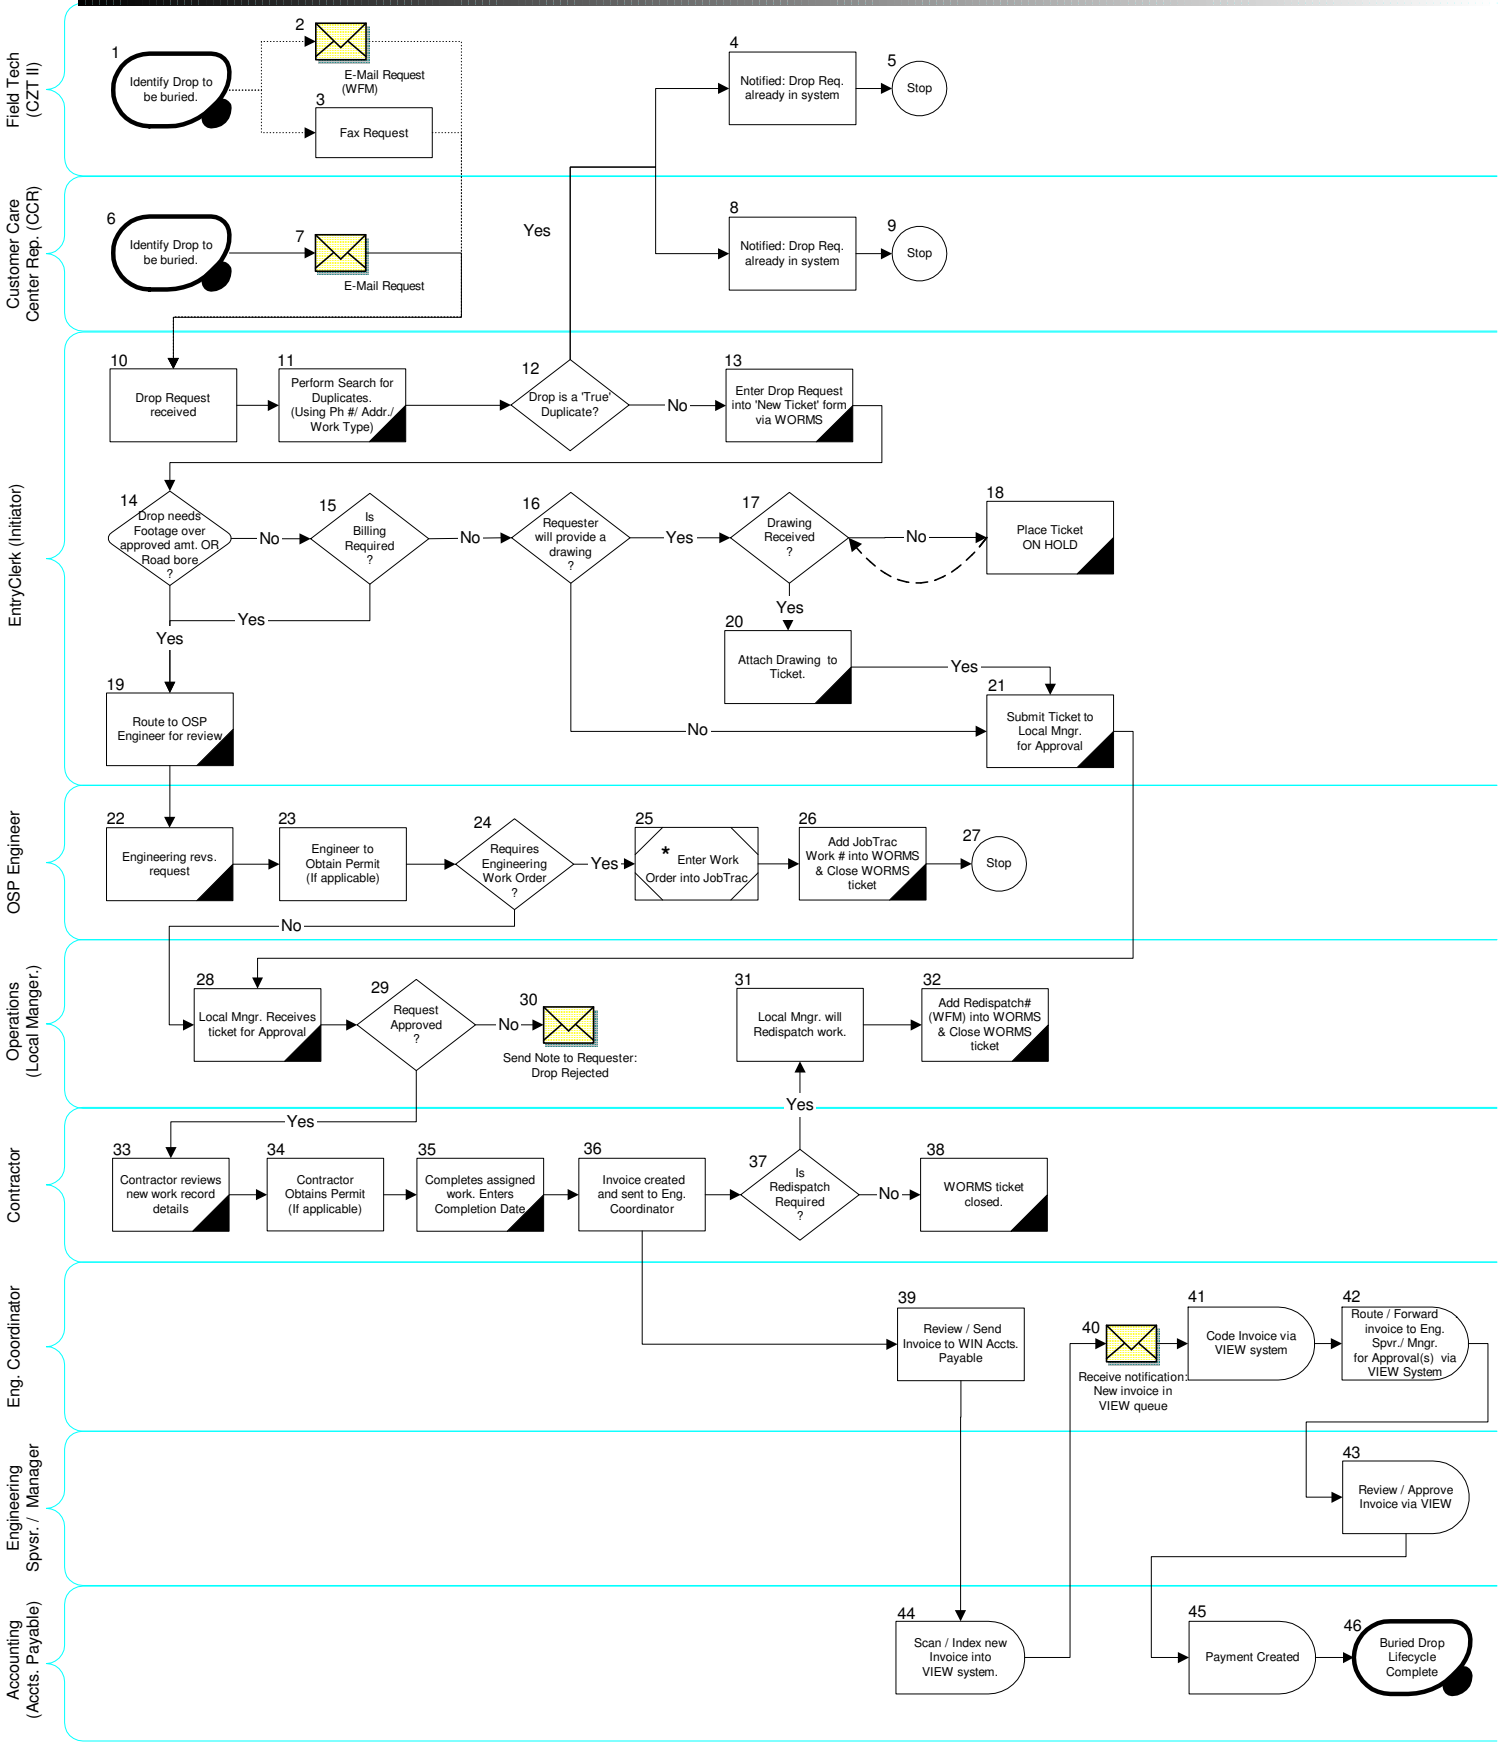 Field Tech
(CZT II)
1
Identify Drop to
be buried.
2
E-Mail Request
(WFM)
3
Fax Request
4
Notified: Drop Req.
already in system
5
Stop
Customer Care
Center Rep. (CCR)
6
Identify Drop to
be buried.
7
E-Mail Request
Yes
8
Notified: Drop Req.
already in system
9
Stop
EntryClerk (Initiator)
10
Drop Request
received
11
Perform Search for
Duplicates.
(Using Ph #/ Addr./
Work Type)
12
Drop is a 'True'
Duplicate?
No
13
Enter Drop Request
into 'New Ticket' form
via WORMS
14
Drop needs
Footage over
approved amt. OR
Road bore
?
No
15
Is
Billing
Required
?
No
16
Requester
will provide a
drawing
?
Yes
17
Drawing
Received
?
No
18
Place Ticket
ON HOLD
Yes
Yes
Yes
19
Route to OSP
Engineer for review
20
Attach Drawing to
Ticket.
Yes
No
21
Submit Ticket to
Local Mngr.
for Approval
OSP Engineer
22
Engineering revs.
request
23
Engineer to
Obtain Permit
(If applicable)
24
Requires
Engineering
Work Order
?
Yes
25
* Enter Work
Order into JobTrac
26
Add JobTrac
Work # into WORMS
& Close WORMS
ticket
27
Stop
No
Operations
(Local Manger.)
28
Local Mngr. Receives
ticket for Approval
29
Request
Approved
?
No
30
Send Note to Requester:
Drop Rejected
31
Local Mngr. will
Redispatch work.
32
Add Redispatch#
(WFM) into WORMS
& Close WORMS
ticket
Yes
Yes
Contractor
33
Contractor reviews
new work record
details
34
Contractor
Obtains Permit
(If applicable)
35
Completes assigned
work. Enters
Completion Date
36
Invoice created
and sent to Eng.
Coordinator
37
Is
Redispatch
Required
?
No
38
WORMS ticket
closed.
Eng. Coordinator
39
Review / Send
Invoice to WIN Accts.
Payable
40
Receive notification:
New invoice in
VIEW queue
41
Code Invoice via
VIEW system
42
Route / Forward
invoice to Eng.
Spvr./ Mngr.
for Approval(s) via
VIEW System
Engineering
Spvsr. / Manager
43
Review / Approve
Invoice via VIEW
Accounting
(Accts. Payable)
44
Scan / Index new
Invoice into
VIEW system.
45
Payment Created
46
Buried Drop
Lifecycle
Complete